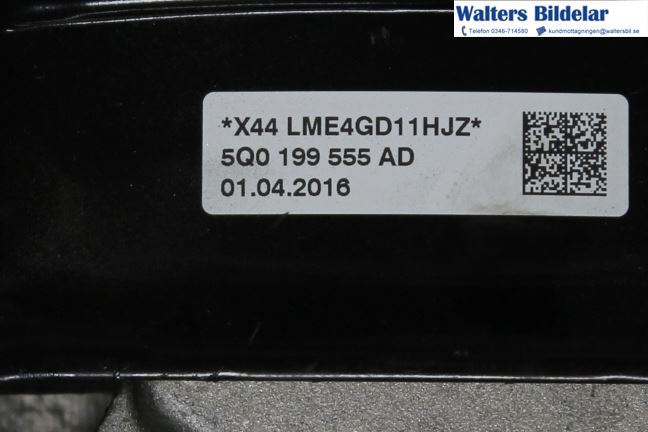 Walters Bildelar
Telefon 0346-714580 kundmottagningen@waltersbil.se
*X44 LME4GD11HJZ*
5Q0 199 555 AD
01.04.2016